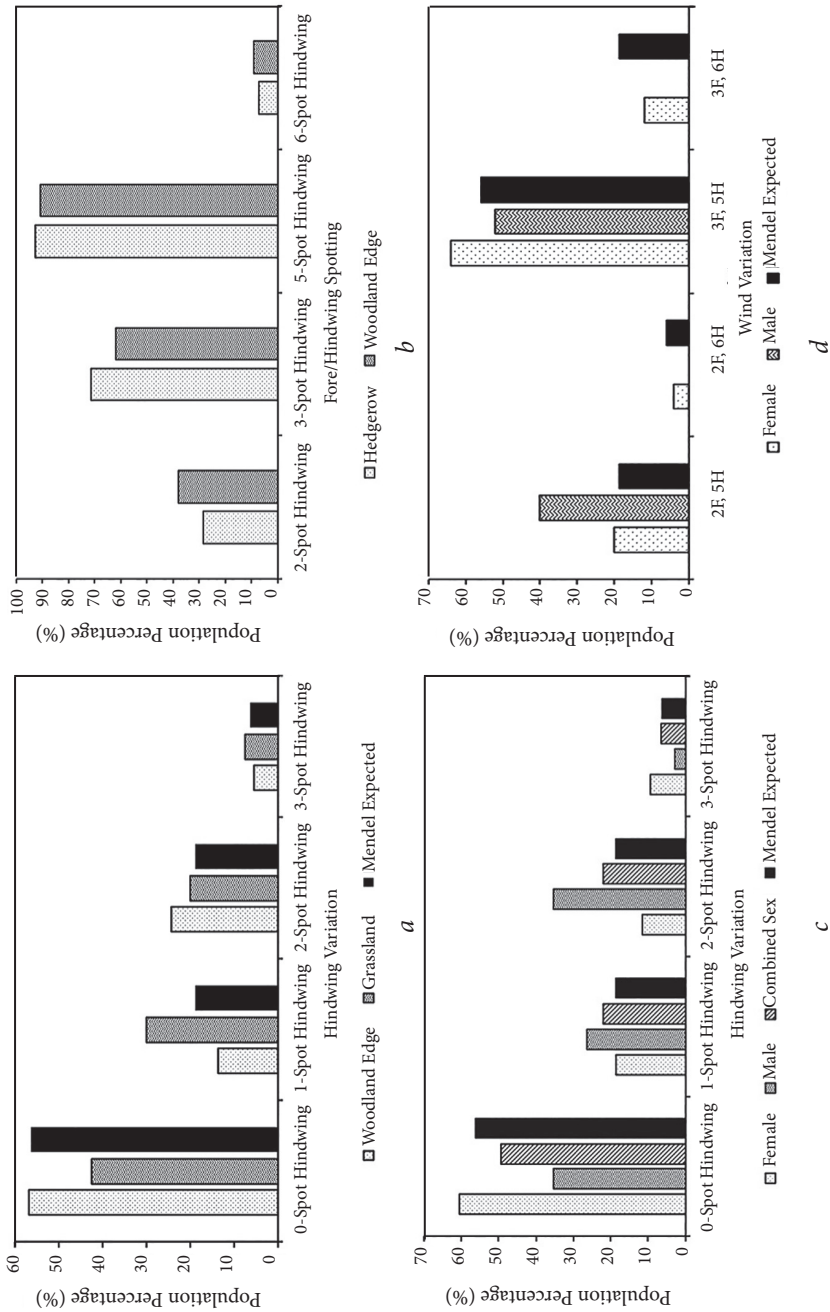 60
50
40
30
20
10
0
Population Percentage (%)
0-Spot Hindwing 1-Spot Hindwing 2-Spot Hindwing 3-Spot Hindwing
Hindwing Variation
Woodland Edge Grassland Mendel Expected
a
100
90
80
70
60
50
40
30
20
10
0
Population Percentage (%)
2-Spot Hindwing 3-Spot Hindwing 5-Spot Hindwing 6-Spot Hindwing
Fore/Hindwing Spotting
Hedgerow Woodland Edge
b
70
60
50
40
30
20
10
0
Population Percentage (%)
0-Spot Hindwing 1-Spot Hindwing 2-Spot Hindwing 3-Spot Hindwing
Hindwing Variation
Female Male Combined Sex Mendel Expected
c
70
60
50
40
30
20
10
0
Population Percentage (%)
2F, 5H 2F, 6H 3F, 5H 3F, 6H
Wind Variation
Female Male Mendel Expected
d